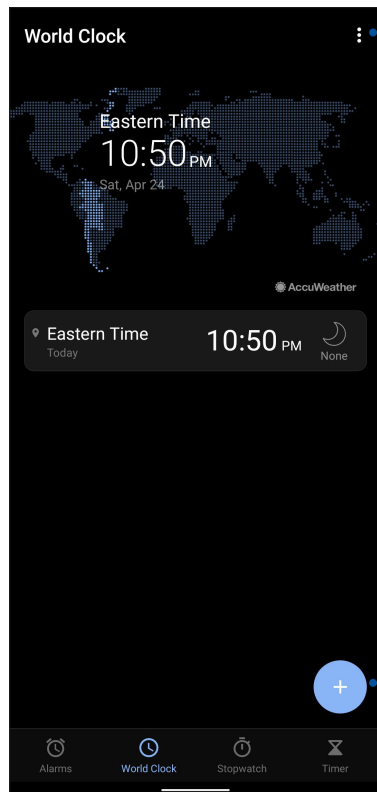 World Clock
Eastern Time
10:50 PM
Sat, Apr 24
AccuWeather
Eastern Time
Today
10:50 PM
None
Alarms
World Clock
Stopwatch
Timer